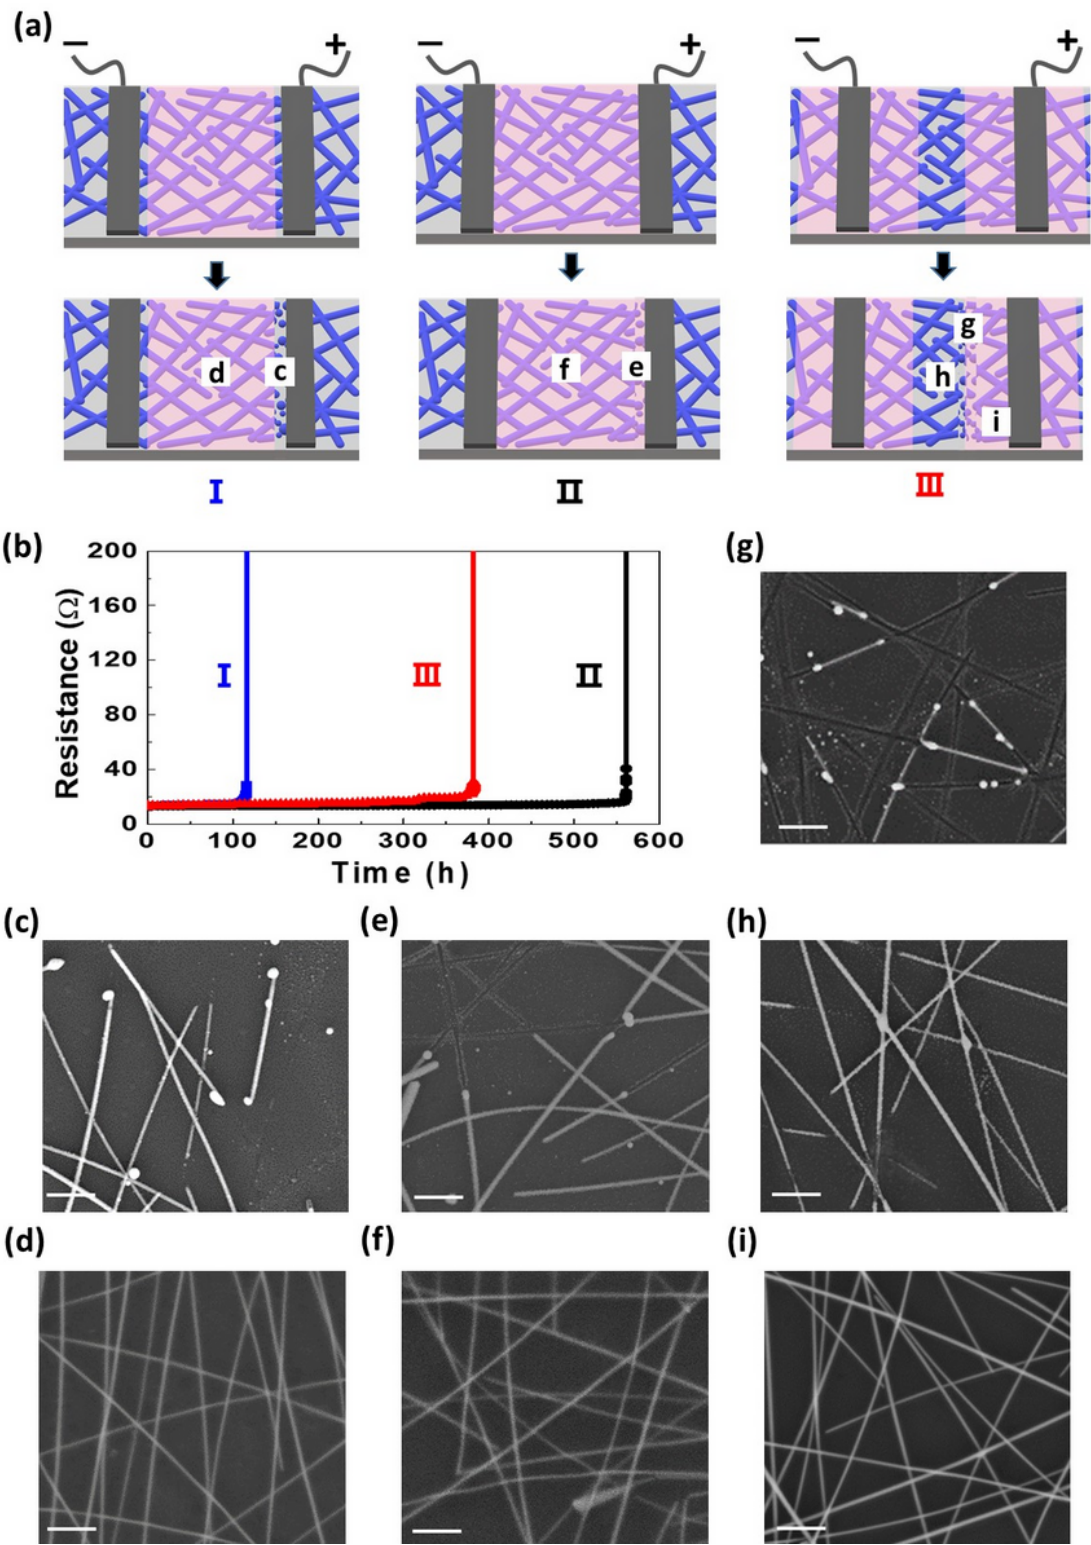 (a)
− + − + − +
d c f e g h i
I II III
(b)
200
160
120
80
40
0
Resistance (Ω)
I III II
0 100 200 300 400 500 600
Time (h)
(g)
(c) (e) (h)
(d) (f) (i)